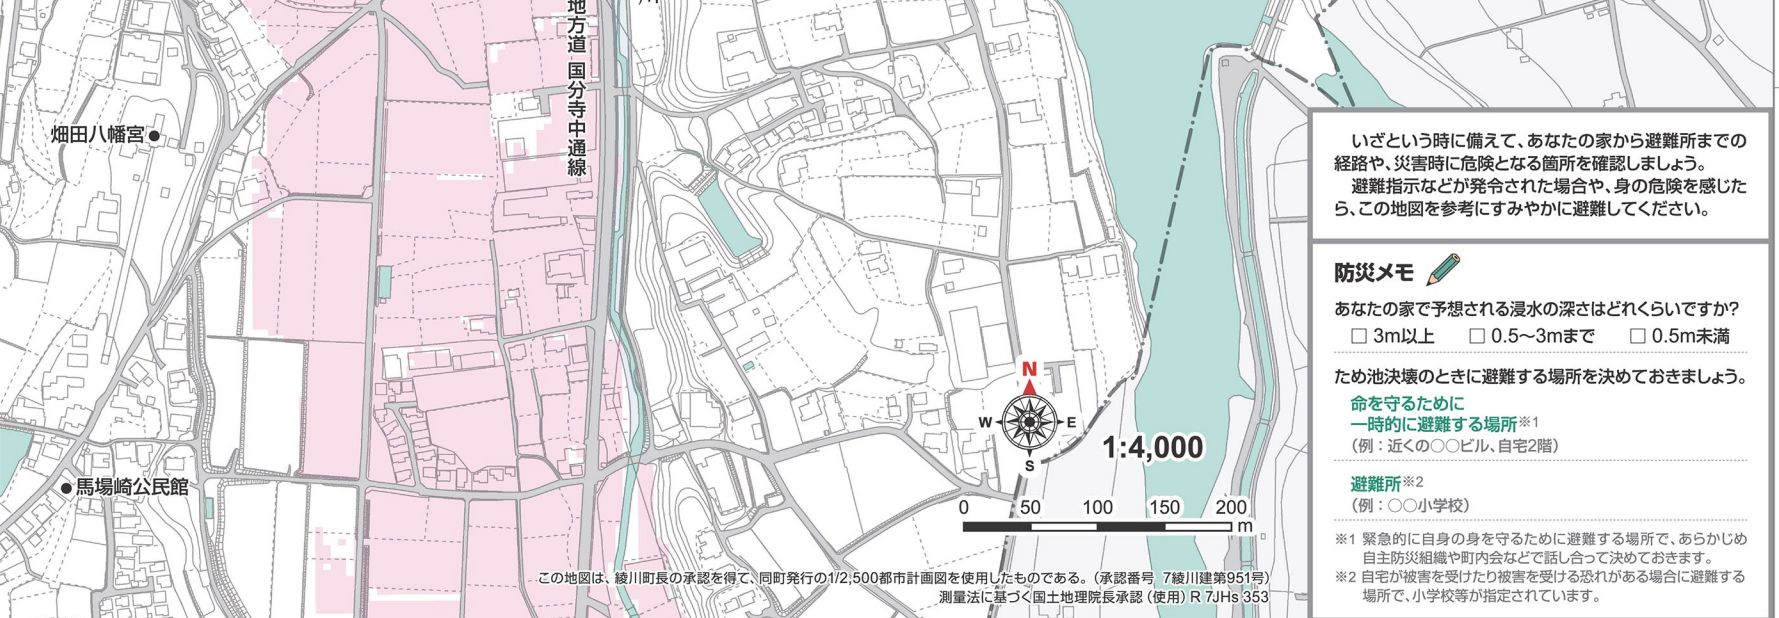 地方道 国分寺中通線
畑田八幡宮
馬場崎公民館
N
W
E
S
1:4,000
0 50 100 150 200
m
この地図は、綾川町長の承認を得て、同町発行の1/2,500都市計画図を使用したものである。(承認番号 7綾川建第951号)
測量法に基づく国土地理院長承認(使用)R 7JHs 353
いざという時に備えて、あなたの家から避難所までの
経路や、災害時に危険となる箇所を確認しましょう。
避難指示などが発令された場合や、身の危険を感じた
ら、この地図を参考にすみやかに避難してください。
防災メモ
あなたの家で予想される浸水の深さはどれくらいですか?
□ 3m以上 □ 0.5～3mまで □ 0.5m未満
ため池決壊のときに避難する場所を決めておきましょう。
命を守るために
一時的に避難する場所※1
(例:近くの○○ビル、自宅2階)
避難所※2
(例:○○小学校)
※1 緊急的に自身の身を守るために避難する場所で、あらかじめ
自主防災組織や町内会などで話し合って決めておきます。
※2 自宅が被害を受けたり被害を受ける恐れがある場合に避難する
場所で、小学校等が指定されています。